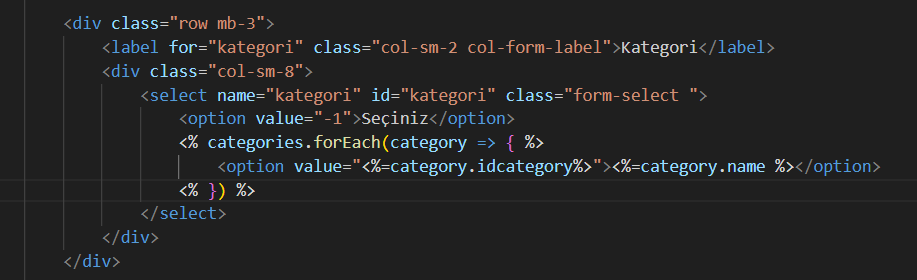 <div class="row mb-3">
<label for="kategori" class="col-sm-2 col-form-label">Kategori</label>
<div class="col-sm-8">
<select name="kategori" id="kategori" class="form-select ">
<option value="-1">Seçiniz</option>
<% categories.forEach(category => { %>
<option value="<%=category.idcategory%>"><%=category.name %></option>
<% }) %>
</select>
</div>
</div>